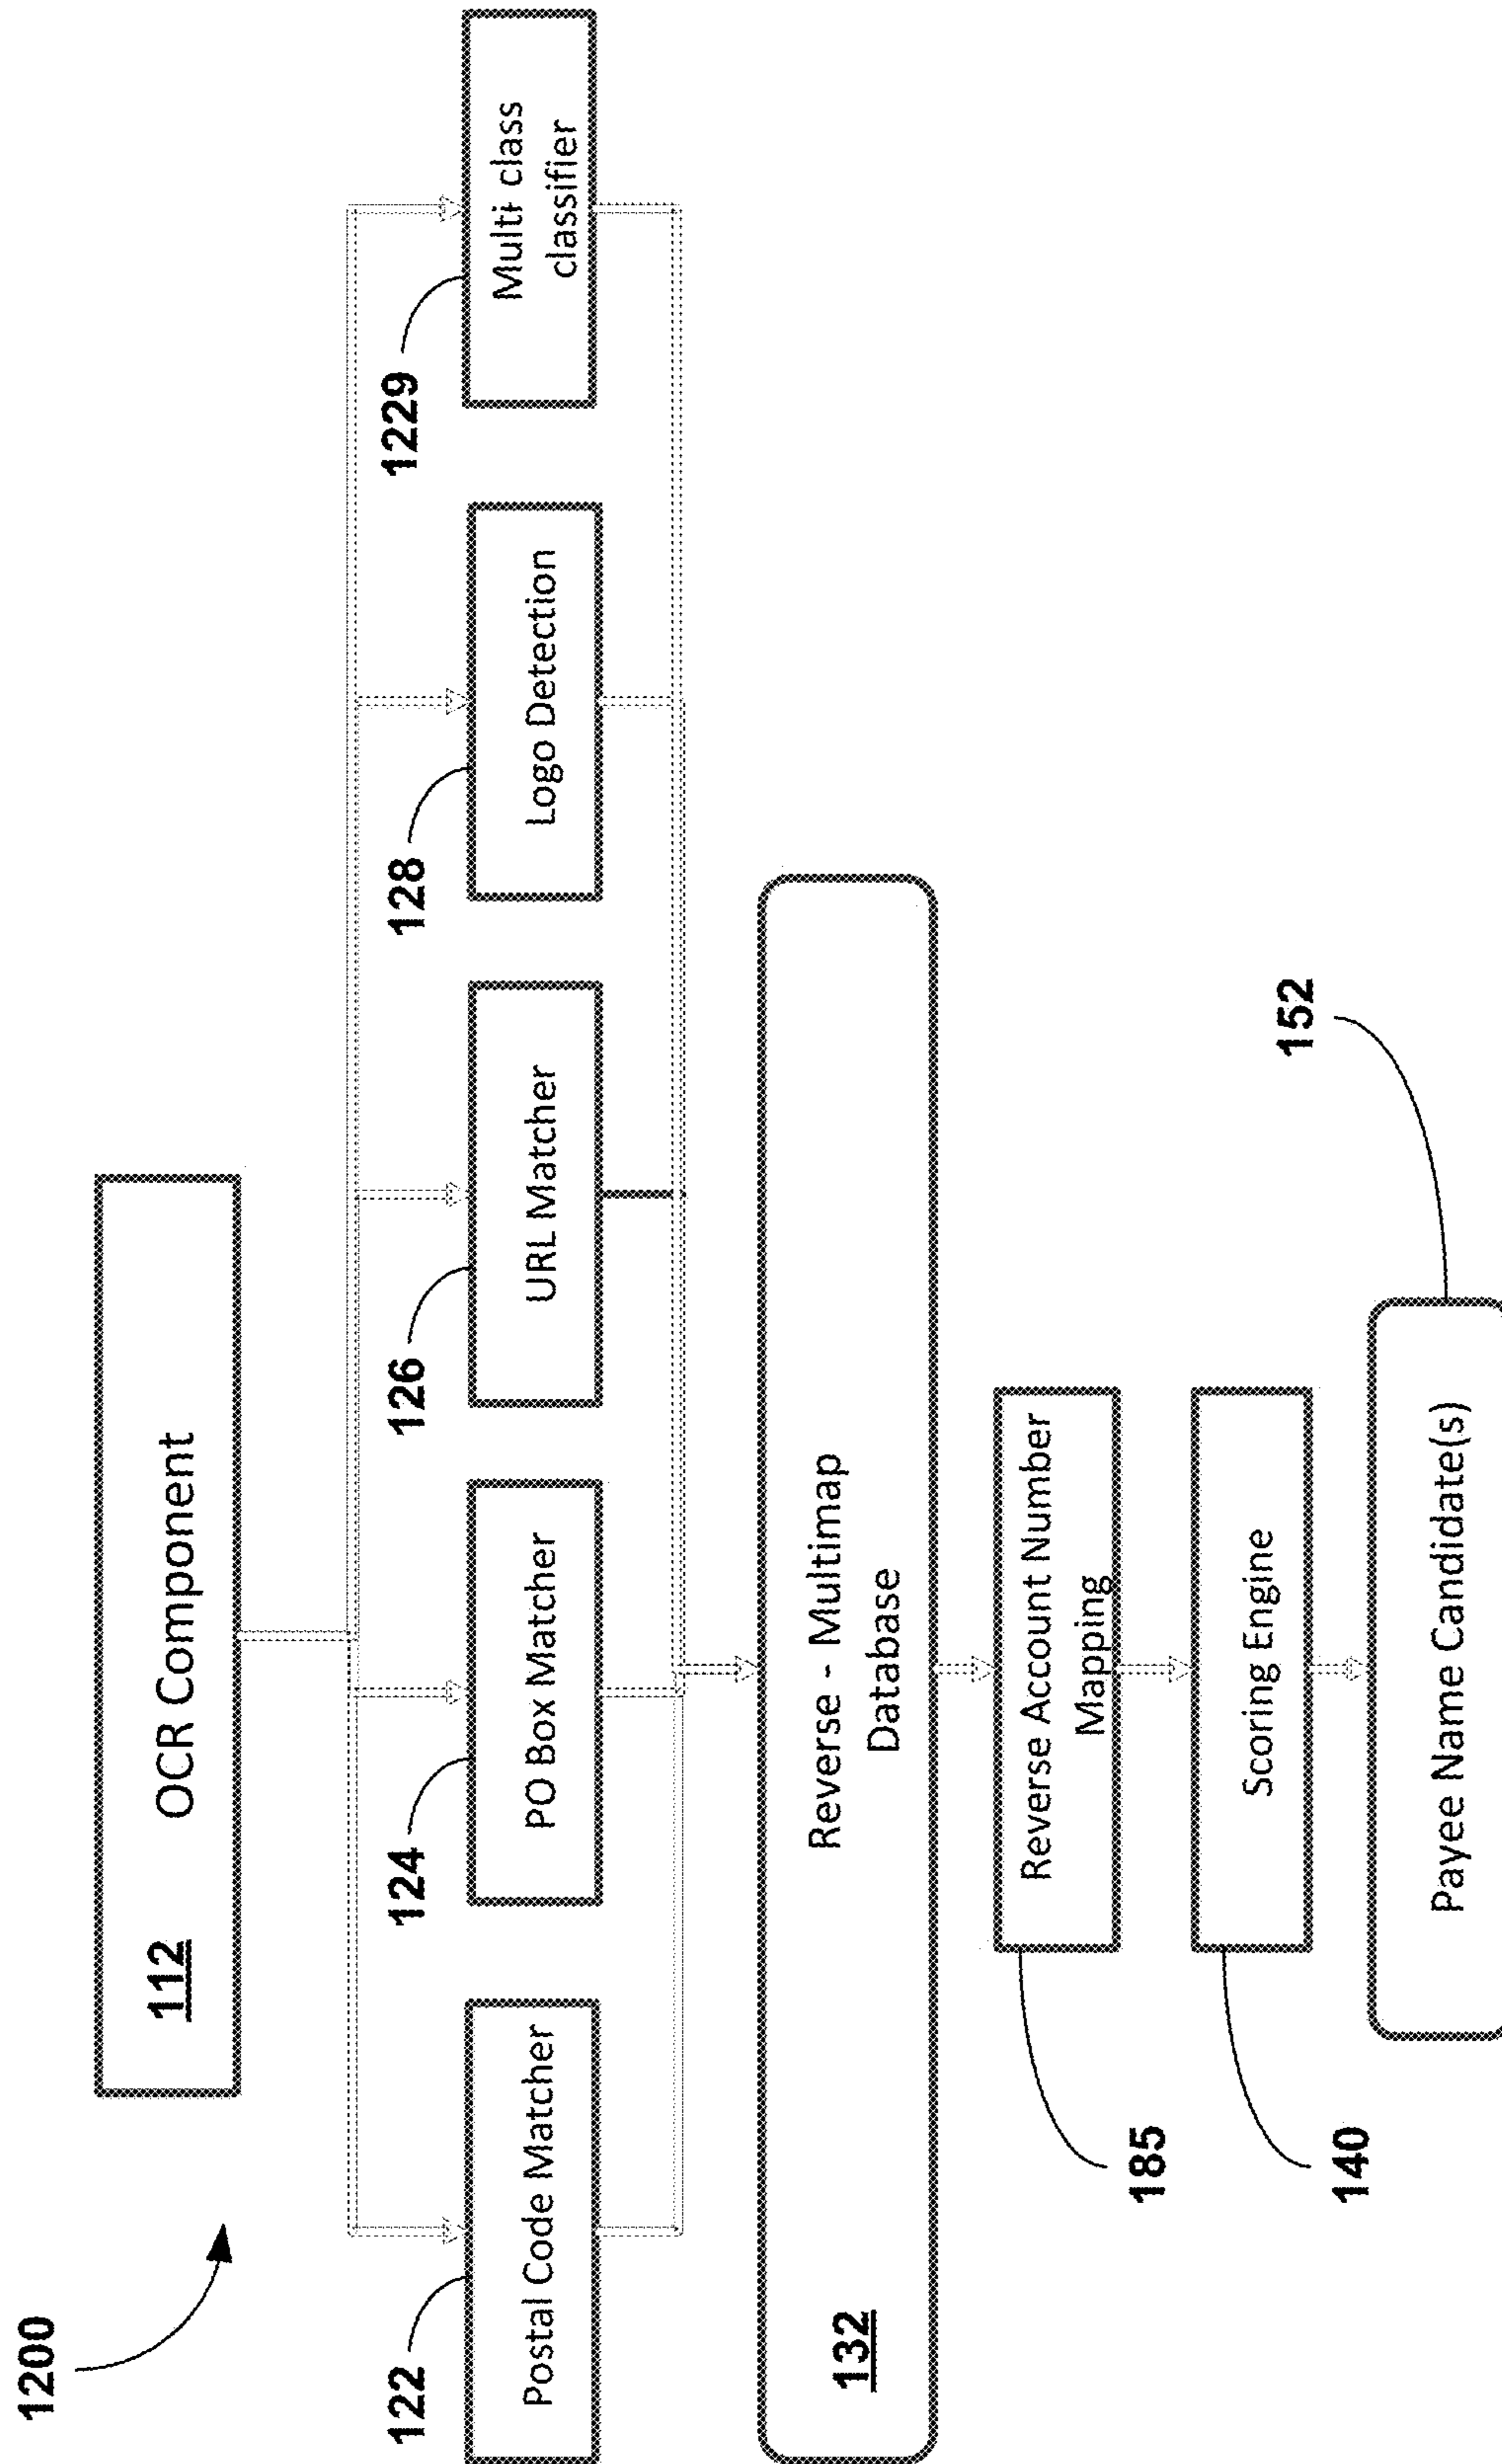 1200
112
OCR Component
122
124
126
128
1229
Postal Code Matcher
PO Box Matcher
URL Matcher
Logo Detection
Multi class
classifier
132
Reverse - Multimap
Database
185
Reverse Account Number
Mapping
140
Scoring Engine
152
Payee Name Candidate(s)